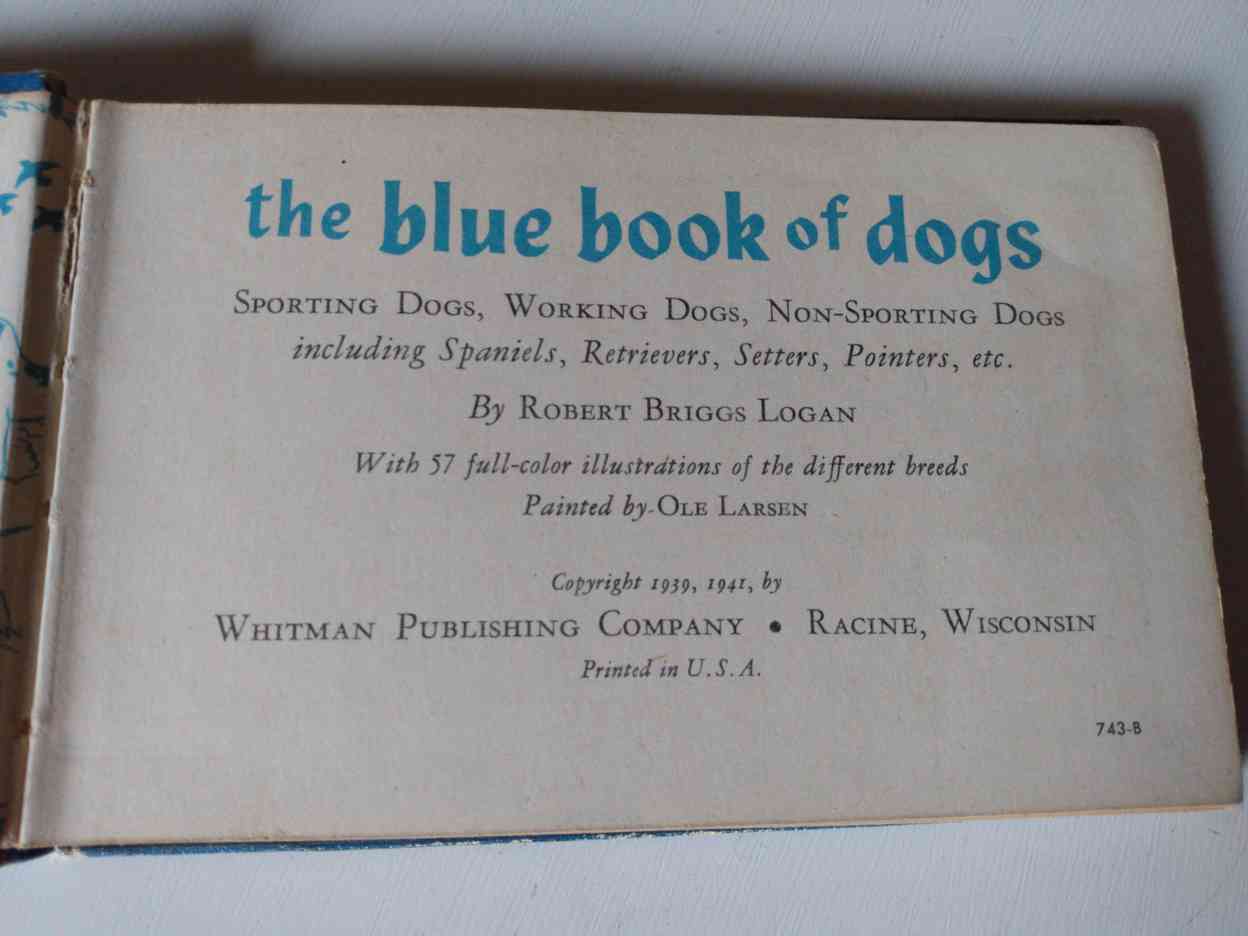 the blue book of dogs
Sporting Dogs, Working Dogs, Non-Sporting Dogs
including Spaniels, Retrievers, Setters, Pointers, etc.
By Robert Briggs Logan
With 57 full-color illustrations of the different breeds
Painted by Ole Larsen
Copyright 1939, 1941, by
Whitman Publishing Company • Racine, Wisconsin
Printed in U.S.A.
743-B